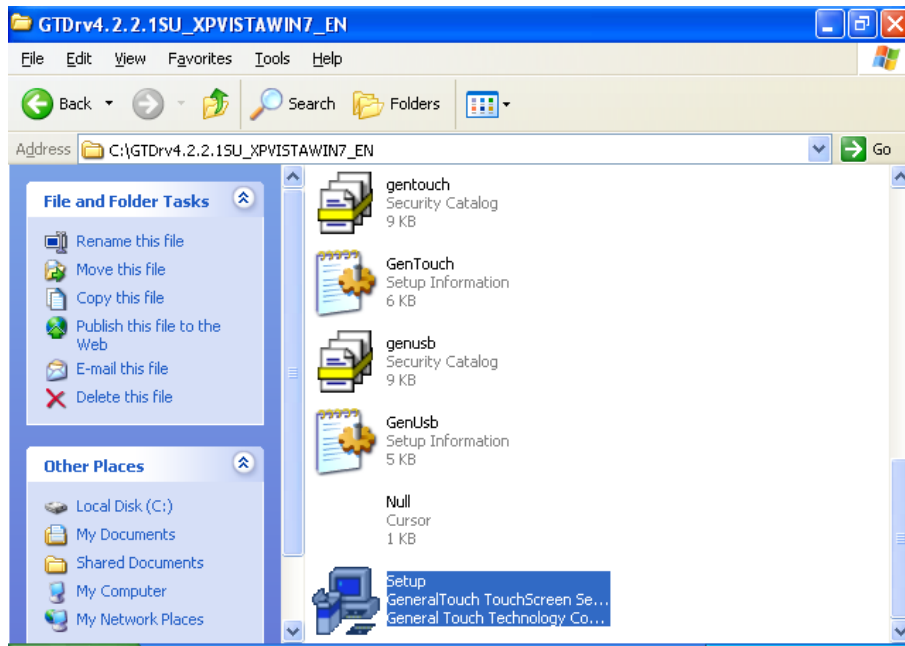 GTDrv4.2.2.1SU_XPVISTAWIN7_EN
File Edit View Favorites Tools Help
Back Search Folders
Address C:\GTDrv4.2.2.1SU_XPVISTAWIN7_EN Go
File and Folder Tasks
Rename this file
Move this file
Copy this file
Publish this file to the
Web
E-mail this file
Delete this file
Other Places
Local Disk (C:)
My Documents
Shared Documents
My Computer
My Network Places
gentouch
Security Catalog
9 KB
GenTouch
Setup Information
6 KB
genusb
Security Catalog
9 KB
GenUsb
Setup Information
5 KB
Null
Cursor
1 KB
Setup
GeneralTouch TouchScreen Se...
General Touch Technology Co...